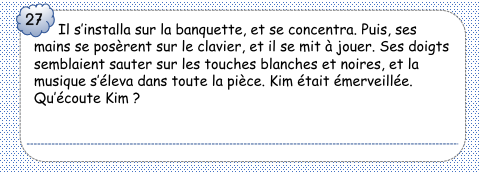 27
Il s'installa sur la banquette, et se concentra. Puis, ses
mains se posèrent sur le clavier, et il se mit à jouer. Ses doigts
semblaient sauter sur les touches blanches et noires, et la
musique s'éleva dans toute la pièce. Kim était émerveillée.
Qu'écoute Kim ?